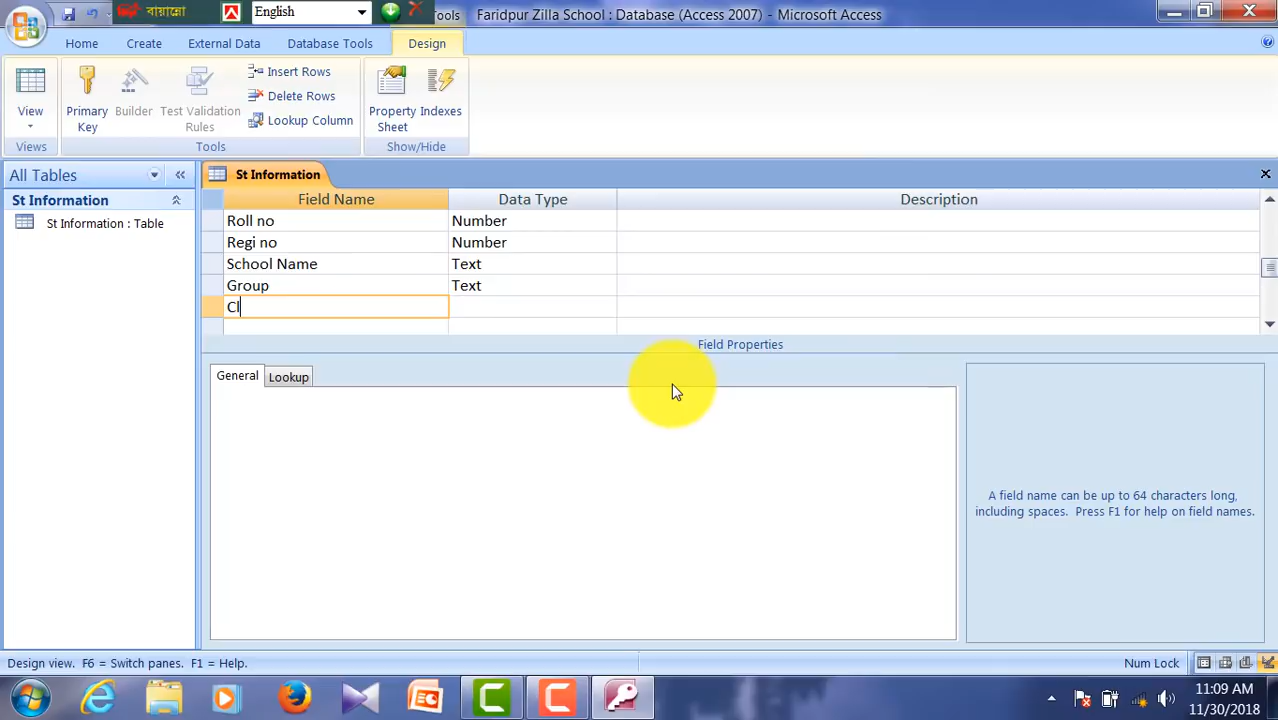 বায়ান্নো English Tools Faridpur Zilla School : Database (Access 2007) - Microsoft Access
Home Create External Data Database Tools Design
View Primary Key Builder Test Validation Rules Insert Rows Delete Rows Lookup Column Property Sheet Indexes
Views Tools Show/Hide
All Tables St Information
St Information
St Information : Table
Field Name Data Type Description
Roll no Number
Regi no Number
School Name Text
Group Text
Cl
Field Properties
General Lookup
A field name can be up to 64 characters long,
including spaces. Press F1 for help on field names.
Design view. F6 = Switch panes. F1 = Help. Num Lock
11:09 AM
11/30/2018